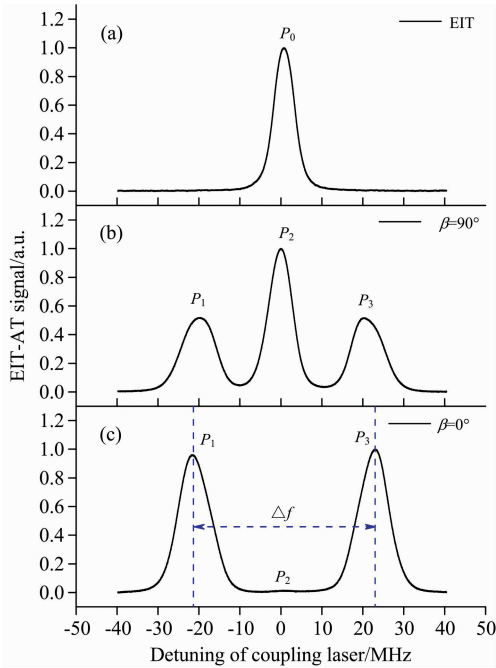 (a)
P₀
EIT
1.2
1.0
0.8
0.6
0.4
0.2
0.0
(b)
P₂
β=90°
P₁
P₃
1.2
1.0
0.8
0.6
0.4
0.2
0.0
EIT-AT signal/a.u.
(c)
P₁
P₃
β=0°
△f
P₂
1.2
1.0
0.8
0.6
0.4
0.2
0.0
-50 -40 -30 -20 -10 0 10 20 30 40 50
Detuning of coupling laser/MHz